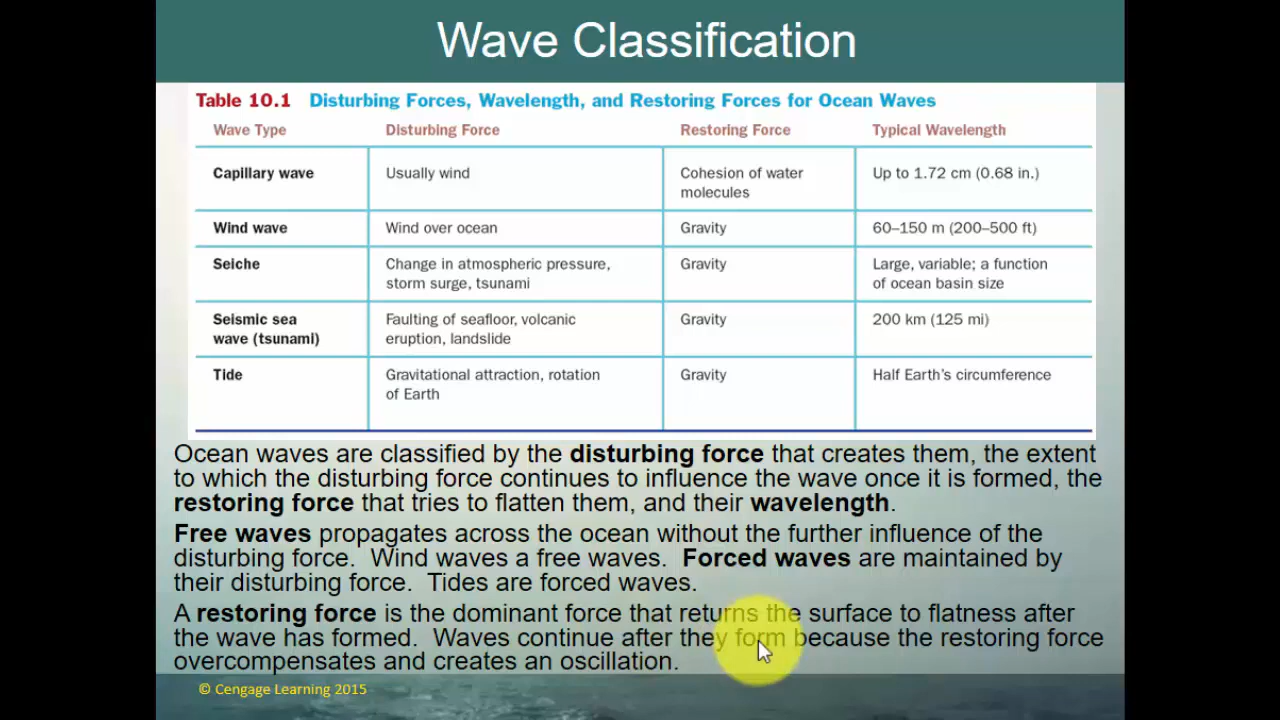 Wave Classification
Table 10.1 Disturbing Forces, Wavelength, and Restoring Forces for Ocean Waves
Wave Type Disturbing Force Restoring Force Typical Wavelength
Capillary wave Usually wind Cohesion of water molecules Up to 1.72 cm (0.68 in.)
Wind wave Wind over ocean Gravity 60–150 m (200–500 ft)
Seiche Change in atmospheric pressure, storm surge, tsunami Gravity Large, variable; a function of ocean basin size
Seismic sea wave (tsunami) Faulting of seafloor, volcanic eruption, landslide Gravity 200 km (125 mi)
Tide Gravitational attraction, rotation of Earth Gravity Half Earth's circumference
Ocean waves are classified by the disturbing force that creates them, the extent
to which the disturbing force continues to influence the wave once it is formed, the
restoring force that tries to flatten them, and their wavelength.
Free waves propagates across the ocean without the further influence of the
disturbing force. Wind waves a free waves. Forced waves are maintained by
their disturbing force. Tides are forced waves.
A restoring force is the dominant force that returns the surface to flatness after
the wave has formed. Waves continue after they form because the restoring force
overcompensates and creates an oscillation.
© Cengage Learning 2015